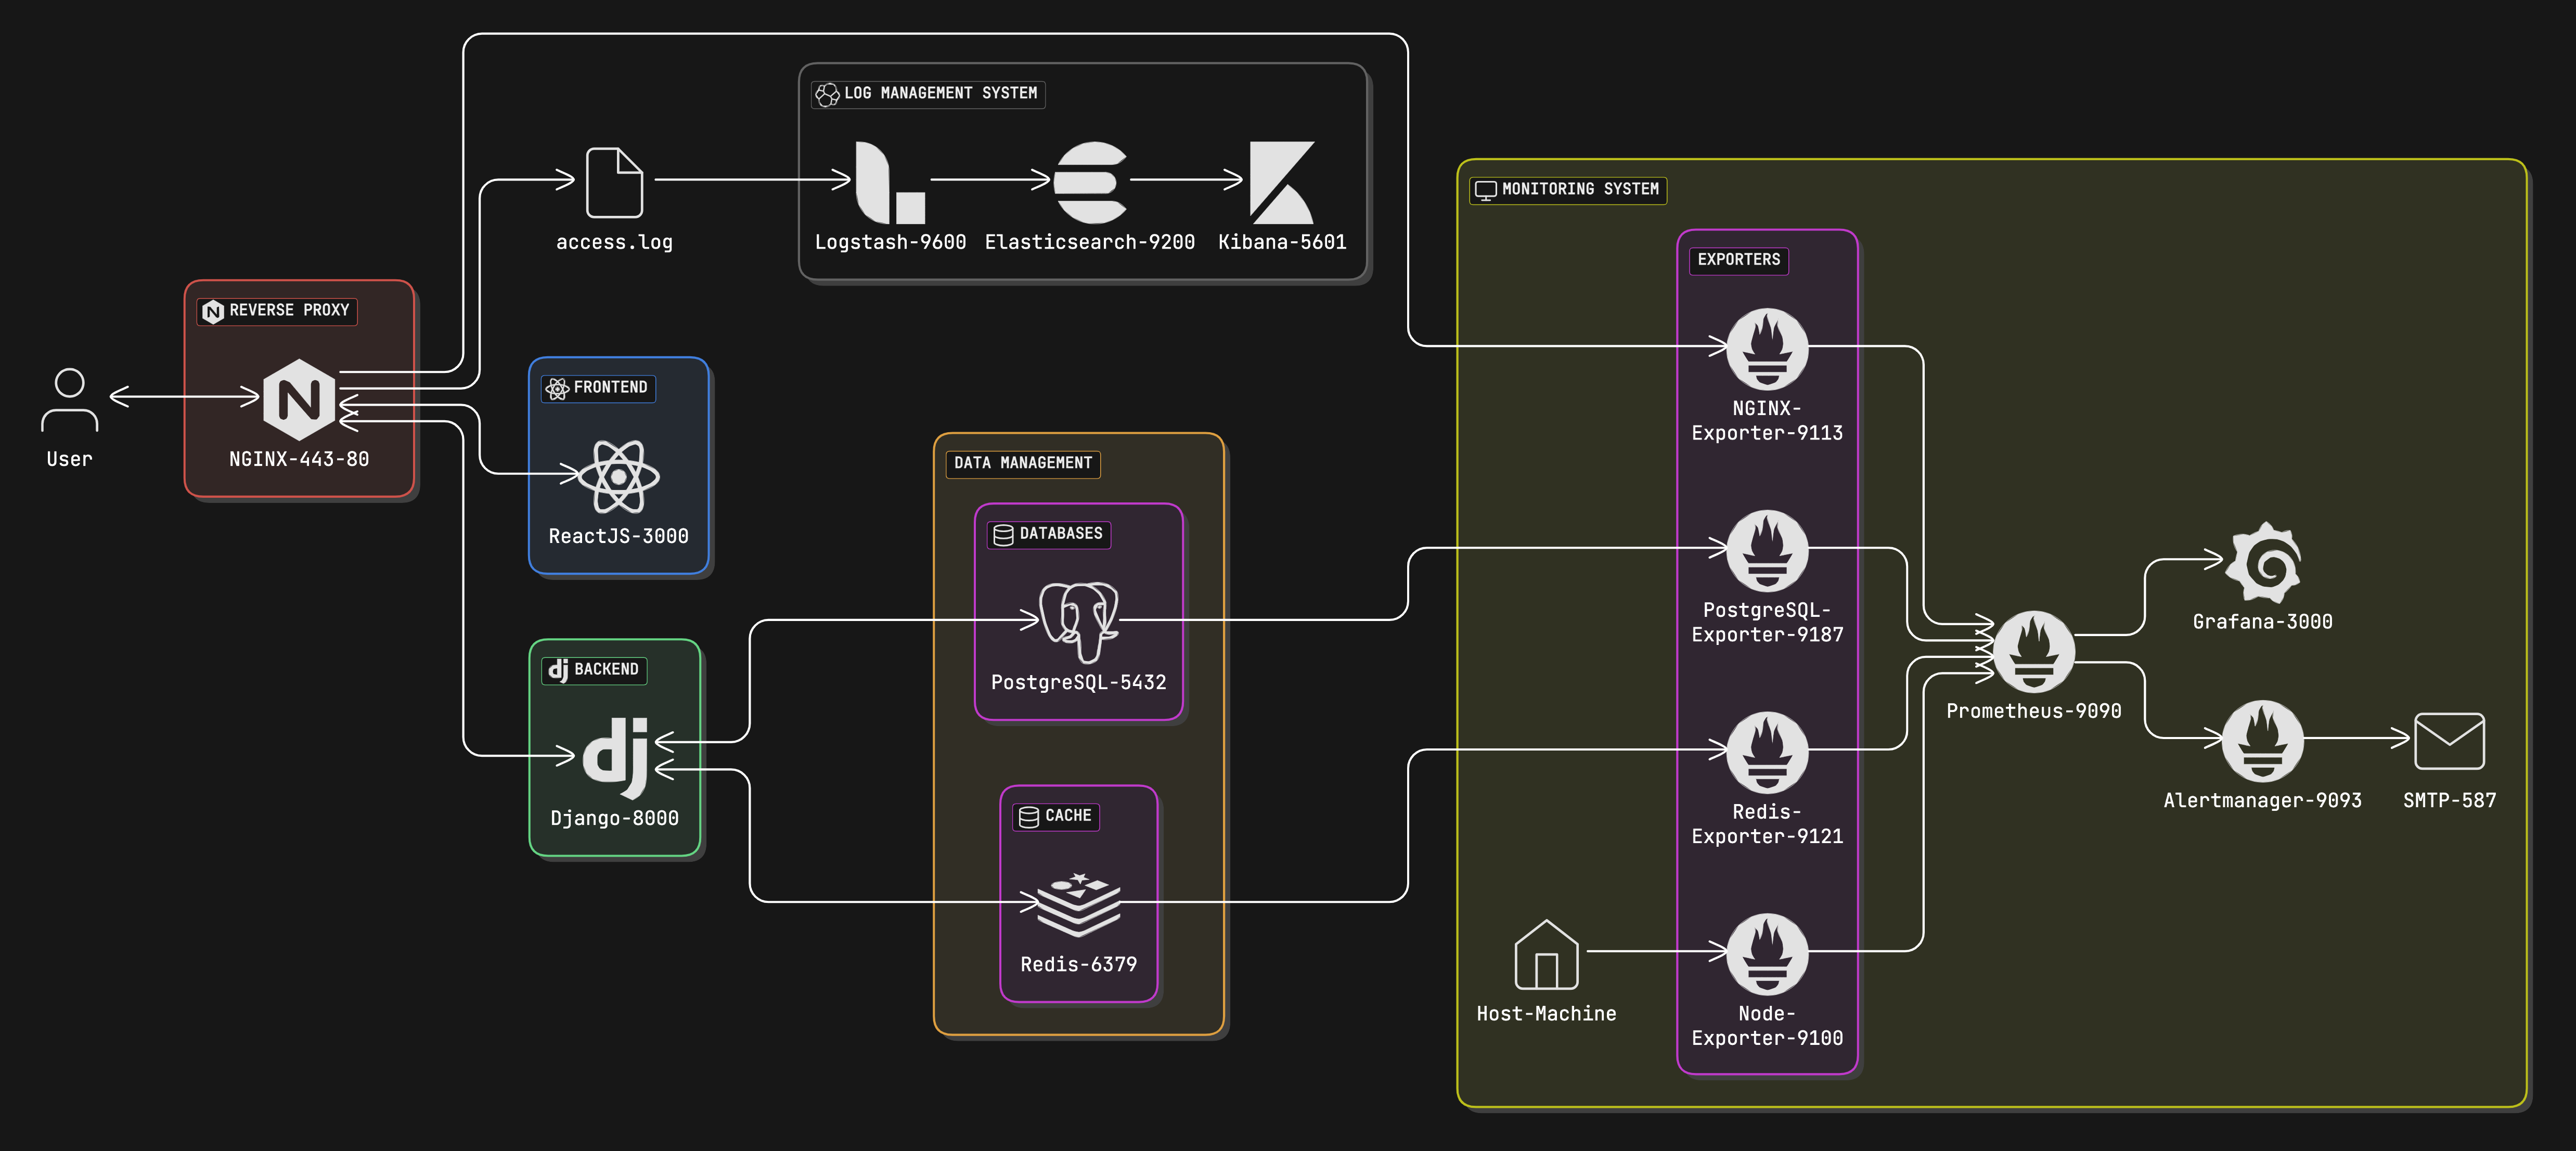 User
REVERSE PROXY
NGINX-443-80
access.log
LOG MANAGEMENT SYSTEM
Logstash-9600
Elasticsearch-9200
Kibana-5601
FRONTEND
ReactJS-3000
BACKEND
dj
Django-8000
DATA MANAGEMENT
DATABASES
PostgreSQL-5432
CACHE
Redis-6379
MONITORING SYSTEM
EXPORTERS
NGINX-
Exporter-9113
PostgreSQL-
Exporter-9187
Redis-
Exporter-9121
Host-Machine
Node-
Exporter-9100
Prometheus-9090
Grafana-3000
Alertmanager-9093
SMTP-587